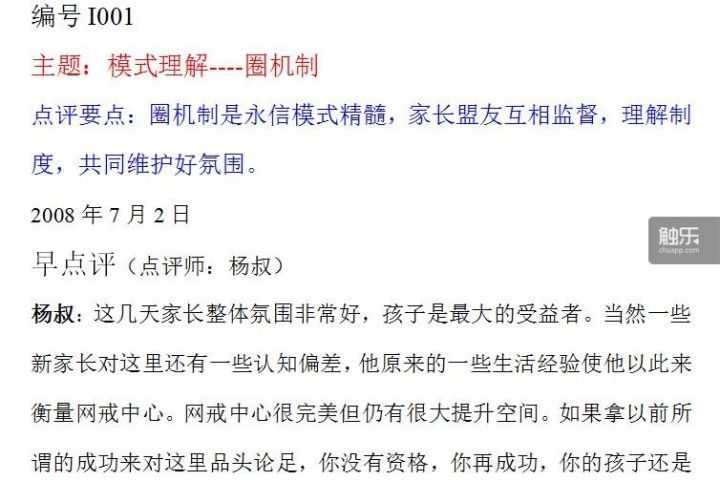 编号 I001
主题：模式理解----圈机制
点评要点：圈机制是永信模式精髓，家长盟友互相监督，理解制
度，共同维护好氛围。
2008 年 7 月 2 日
早点评（点评师：杨叔）
杨叔：这几天家长整体氛围非常好，孩子是最大的受益者。当然一些
新家长对这里还有一些认知偏差，他原来的一些生活经验使他以此来
衡量网戒中心。网戒中心很完美但仍有很大提升空间。如果拿以前所
谓的成功来对这里品头论足，你没有资格，你再成功，你的孩子还是
触乐
chuapp.com